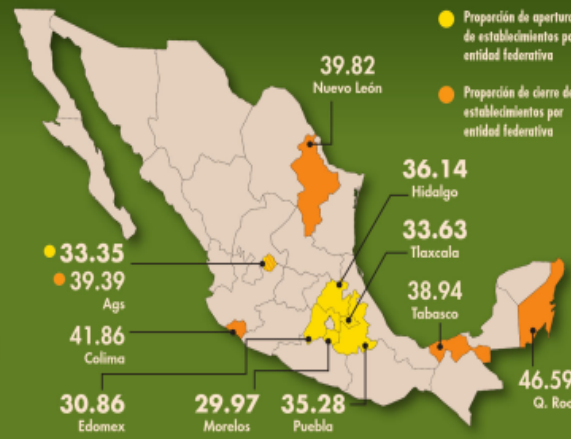 Proporción de apertura
de establecimientos po
entidad federativa
Proporción de cierre de
establecimientos por
entidad federativa
39.82
Nuevo León
36.14
Hidalgo
33.63
Tlaxcala
33.35
39.39
Ags
38.94
Tabasco
41.86
Colima
46.59
Q. Roo
30.86
Edomex
29.97
Morelos
35.28
Puebla